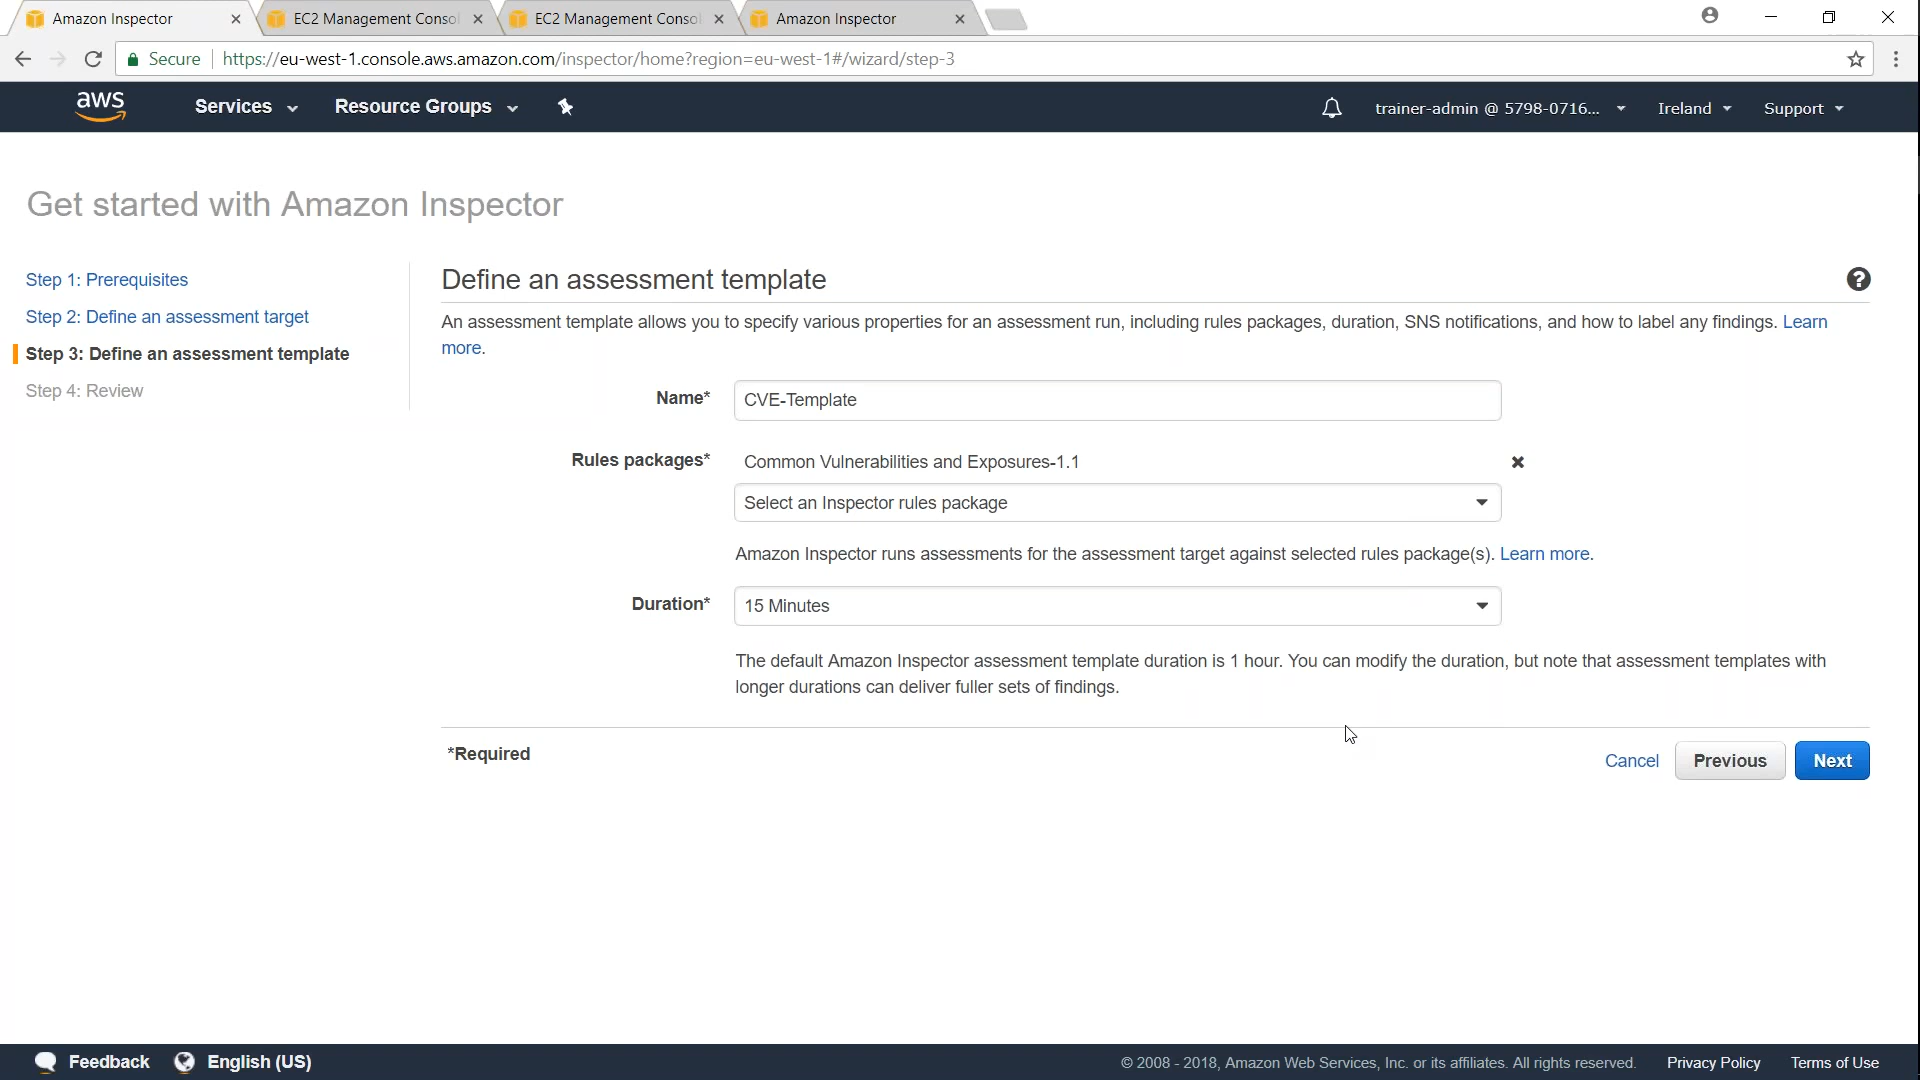 Amazon Inspector
EC2 Management Consol
EC2 Management Consol
Amazon Inspector
Secure
https://eu-west-1.console.aws.amazon.com/inspector/home?region=eu-west-1#/wizard/step-3
aws
Services
Resource Groups
trainer-admin @ 5798-0716...
Ireland
Support
Get started with Amazon Inspector
Step 1: Prerequisites
Step 2: Define an assessment target
Step 3: Define an assessment template
Step 4: Review
Define an assessment template
?
An assessment template allows you to specify various properties for an assessment run, including rules packages, duration, SNS notifications, and how to label any findings. Learn
more.
Name*
CVE-Template
Rules packages*
Common Vulnerabilities and Exposures-1.1
Select an Inspector rules package
Amazon Inspector runs assessments for the assessment target against selected rules package(s). Learn more.
Duration*
15 Minutes
The default Amazon Inspector assessment template duration is 1 hour. You can modify the duration, but note that assessment templates with
longer durations can deliver fuller sets of findings.
*Required
Cancel
Previous
Next
Feedback
English (US)
© 2008 - 2018, Amazon Web Services, Inc. or its affiliates. All rights reserved.
Privacy Policy
Terms of Use